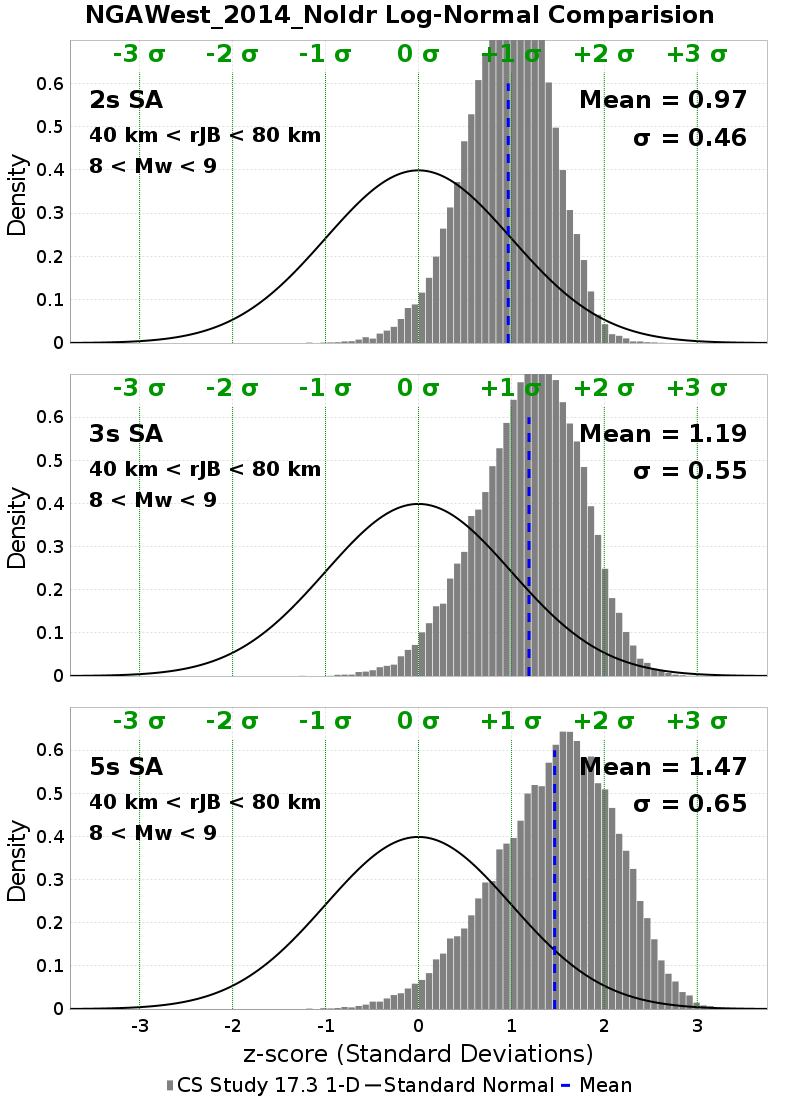 NGAWest_2014_NoIdr Log-Normal Comparision
-3 σ -2 σ -1 σ 0 σ +1 σ +2 σ +3 σ
2s SA
Mean = 0.97
40 km < rJB < 80 km
σ = 0.46
8 < Mw < 9
Density
0.6
0.5
0.4
0.3
0.2
0.1
0
-3 σ -2 σ -1 σ 0 σ +1 σ +2 σ +3 σ
3s SA
Mean = 1.19
40 km < rJB < 80 km
σ = 0.55
8 < Mw < 9
Density
0.6
0.5
0.4
0.3
0.2
0.1
0
-3 σ -2 σ -1 σ 0 σ +1 σ +2 σ +3 σ
5s SA
Mean = 1.47
40 km < rJB < 80 km
σ = 0.65
8 < Mw < 9
Density
0.6
0.5
0.4
0.3
0.2
0.1
0
-3 -2 -1 0 1 2 3
z-score (Standard Deviations)
CS Study 17.3 1-D Standard Normal Mean